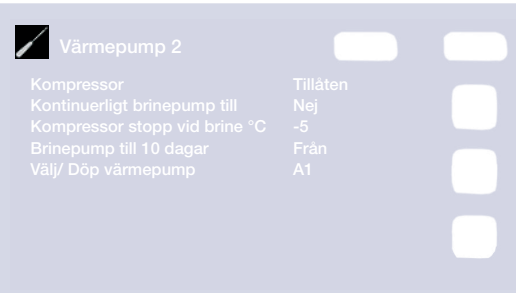 Värmepump 2
Kompressor Tillåten
Kontinuerligt brinepump till Nej
Kompressor stopp vid brine °C -5
Brinepump till 10 dagar Från
Välj/ Döp värmepump A1